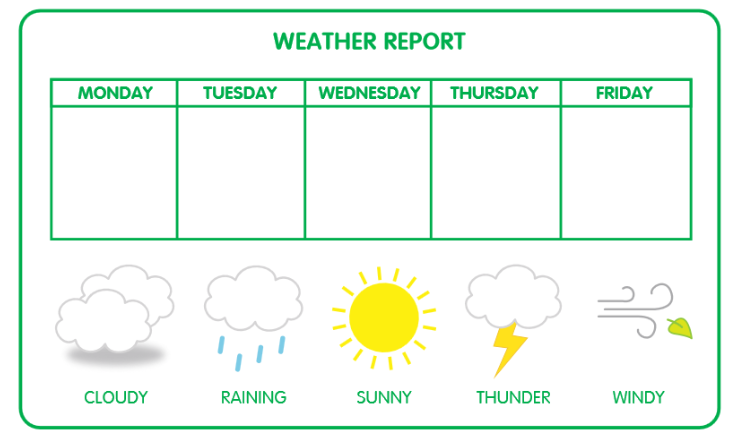 WEATHER REPORT
MONDAY TUESDAY WEDNESDAY THURSDAY FRIDAY
CLOUDY RAINING SUNNY THUNDER WINDY